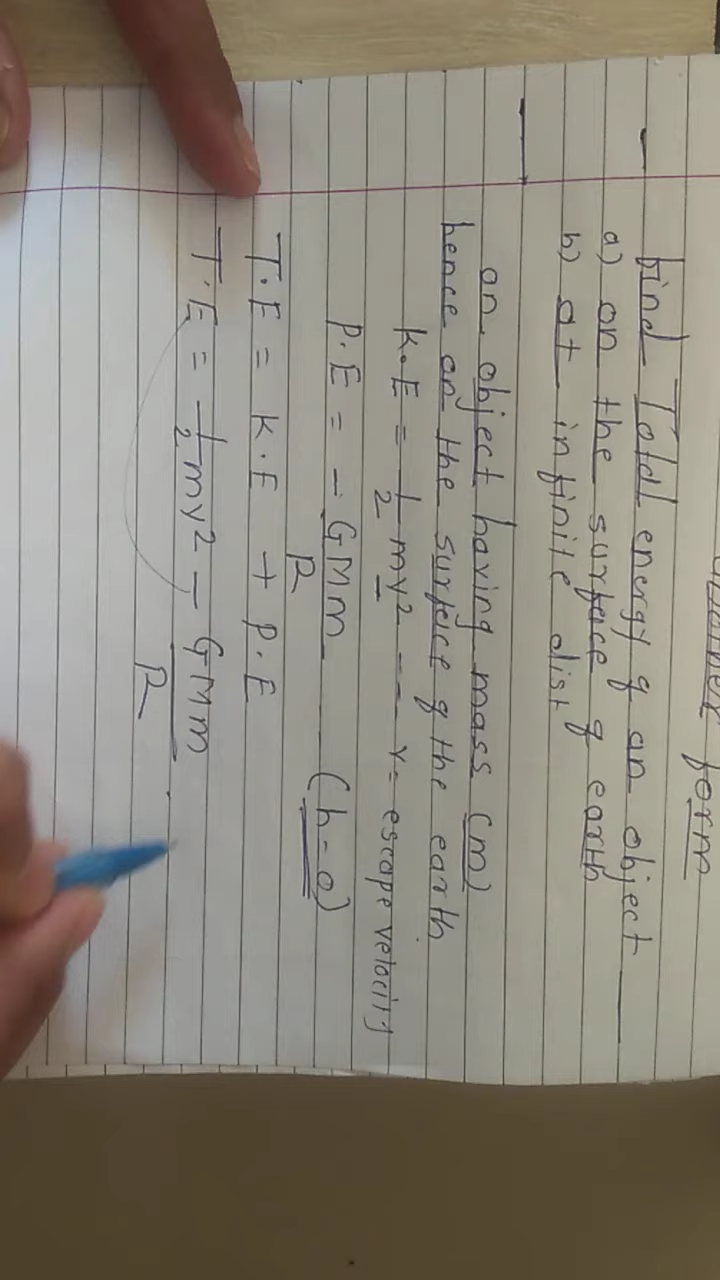 form
find Total energy of an object
a) on the surface of earth
b) at infinite dist
an object having mass (m)
hence on the surface of the earth
K.E = 1/2 mv² --- v = escape velocity
P.E = - GMm/R (h=0)
T.E = K.E + P.E
T.E = 1/2 mv² - GMm/R